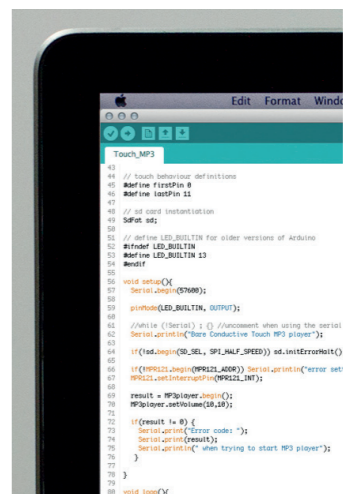 Edit Format Windo
Touch_MP3
43
44 // touch behaviour definitions
45 #define firstPin 0
46 #define lastPin 11
47
48 // sd card instantiation
49 SdFat sd;
50
51 // define LED_BUILTIN for older versions of Arduino
52 #ifndef LED_BUILTIN
53 #define LED_BUILTIN 13
54 #endif
55
56 void setup(){
57 Serial.begin(57600);
58
59 pinMode(LED_BUILTIN, OUTPUT);
60
61 //while (!Serial) ; {} //uncomment when using the serial
62 Serial.println("Bare Conductive Touch MP3 player");
63
64 if(!sd.begin(SD_SEL, SPI_HALF_SPEED)) sd.initErrorHalt()
65
66 if(!MPR121.begin(MPR121_ADDR)) Serial.println("error set
67 MPR121.setInterruptPin(MPR121_INT);
68
69 result = MP3player.begin();
70 MP3player.setVolume(10,10);
71
72 if(result != 0) {
73 Serial.print("Error code: ");
74 Serial.print(result);
75 Serial.println(" when trying to start MP3 player");
76 }
77
78 }
79
80 void loop(){